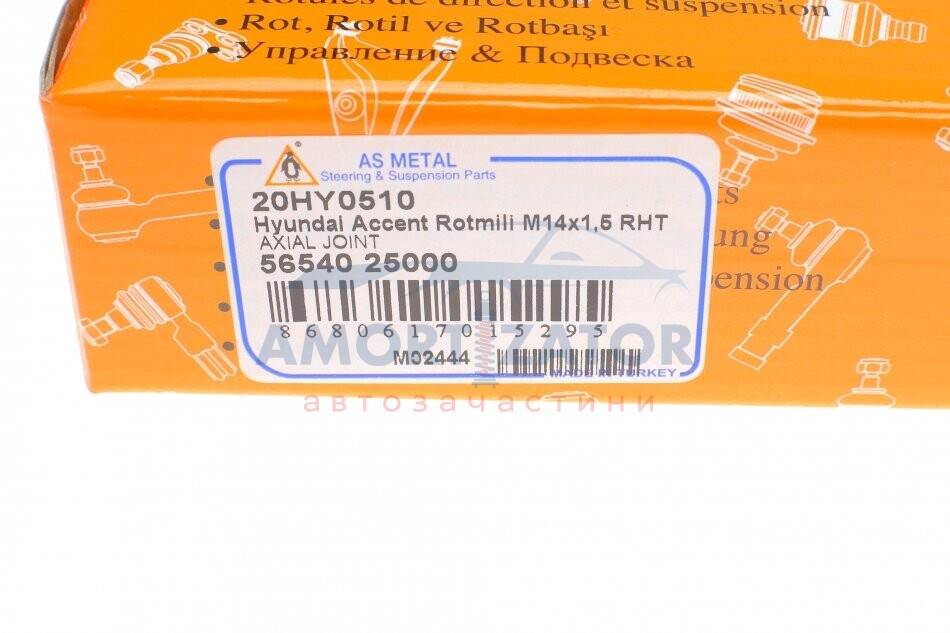 Rotules de direction et suspension
• Rot, Rotil ve Rotbaşı
• Управление & Подвеска
AS METAL
Steering & Suspension Parts
20HY0510
Hyundai Accent Rotmili M14x1,5 RHT
AXIAL JOINT
56540 25000
8680617015295
M02444
MADE IN TURKEY
AMORTIZATOR
автозачастини